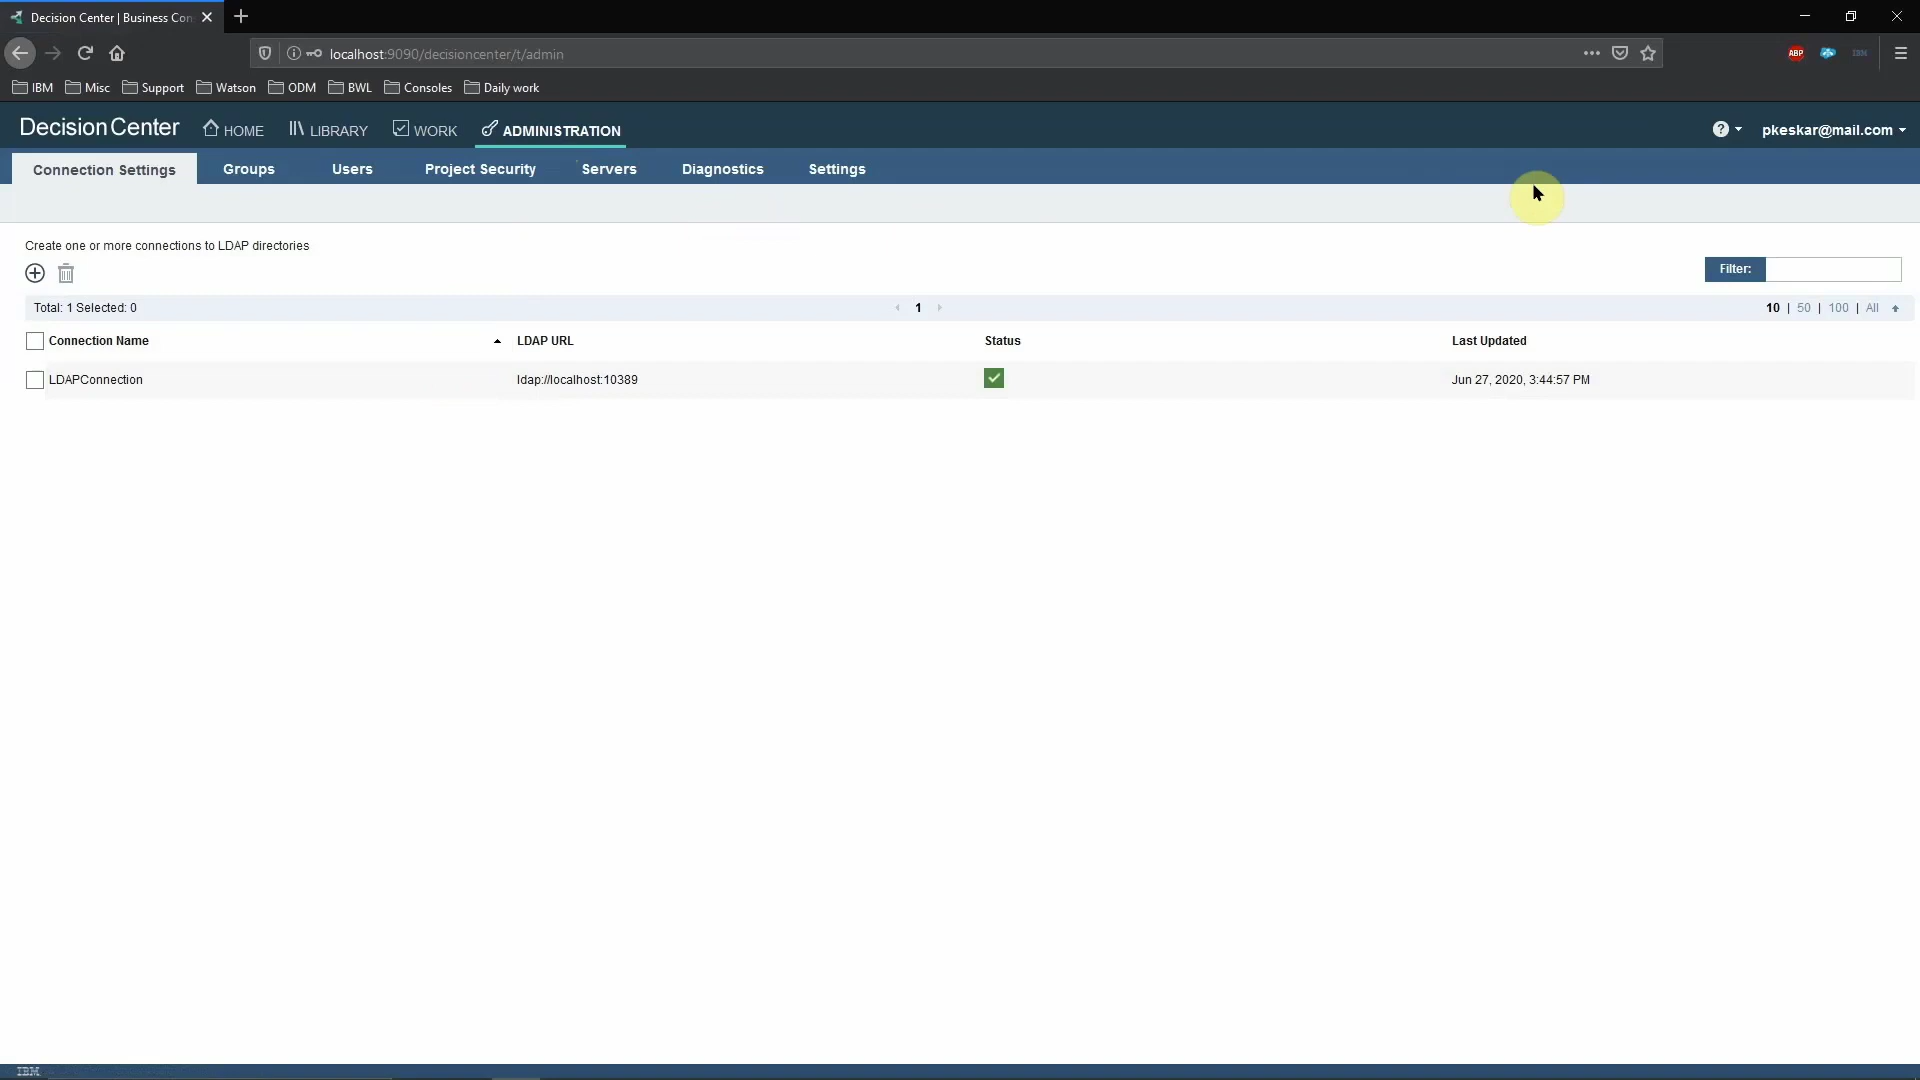 Decision Center | Business Con
localhost:9090/decisioncenter/t/admin
ABP
IBM
IBM Misc Support Watson ODM BWL Consoles Daily work
Decision Center HOME LIBRARY WORK ADMINISTRATION ? pkeskar@mail.com
Connection Settings Groups Users Project Security Servers Diagnostics Settings
Create one or more connections to LDAP directories
Filter:
Total: 1 Selected: 0 1 10 | 50 | 100 | All
Connection Name LDAP URL Status Last Updated
LDAPConnection ldap://localhost:10389 Jun 27, 2020, 3:44:57 PM
IBM